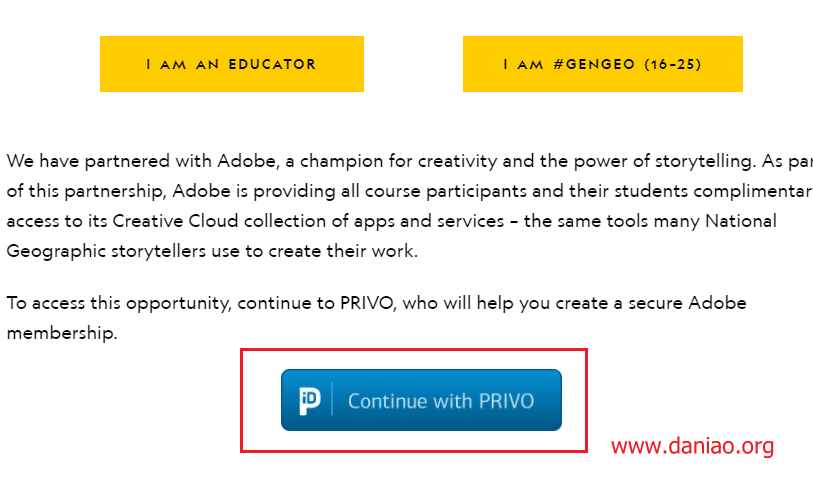 I AM AN EDUCATOR
I AM #GENGEO (16–25)
We have partnered with Adobe, a champion for creativity and the power of storytelling. As par
of this partnership, Adobe is providing all course participants and their students complimentar
access to its Creative Cloud collection of apps and services – the same tools many National
Geographic storytellers use to create their work.
To access this opportunity, continue to PRIVO, who will help you create a secure Adobe
membership.
iD
Continue with PRIVO
www.daniao.org